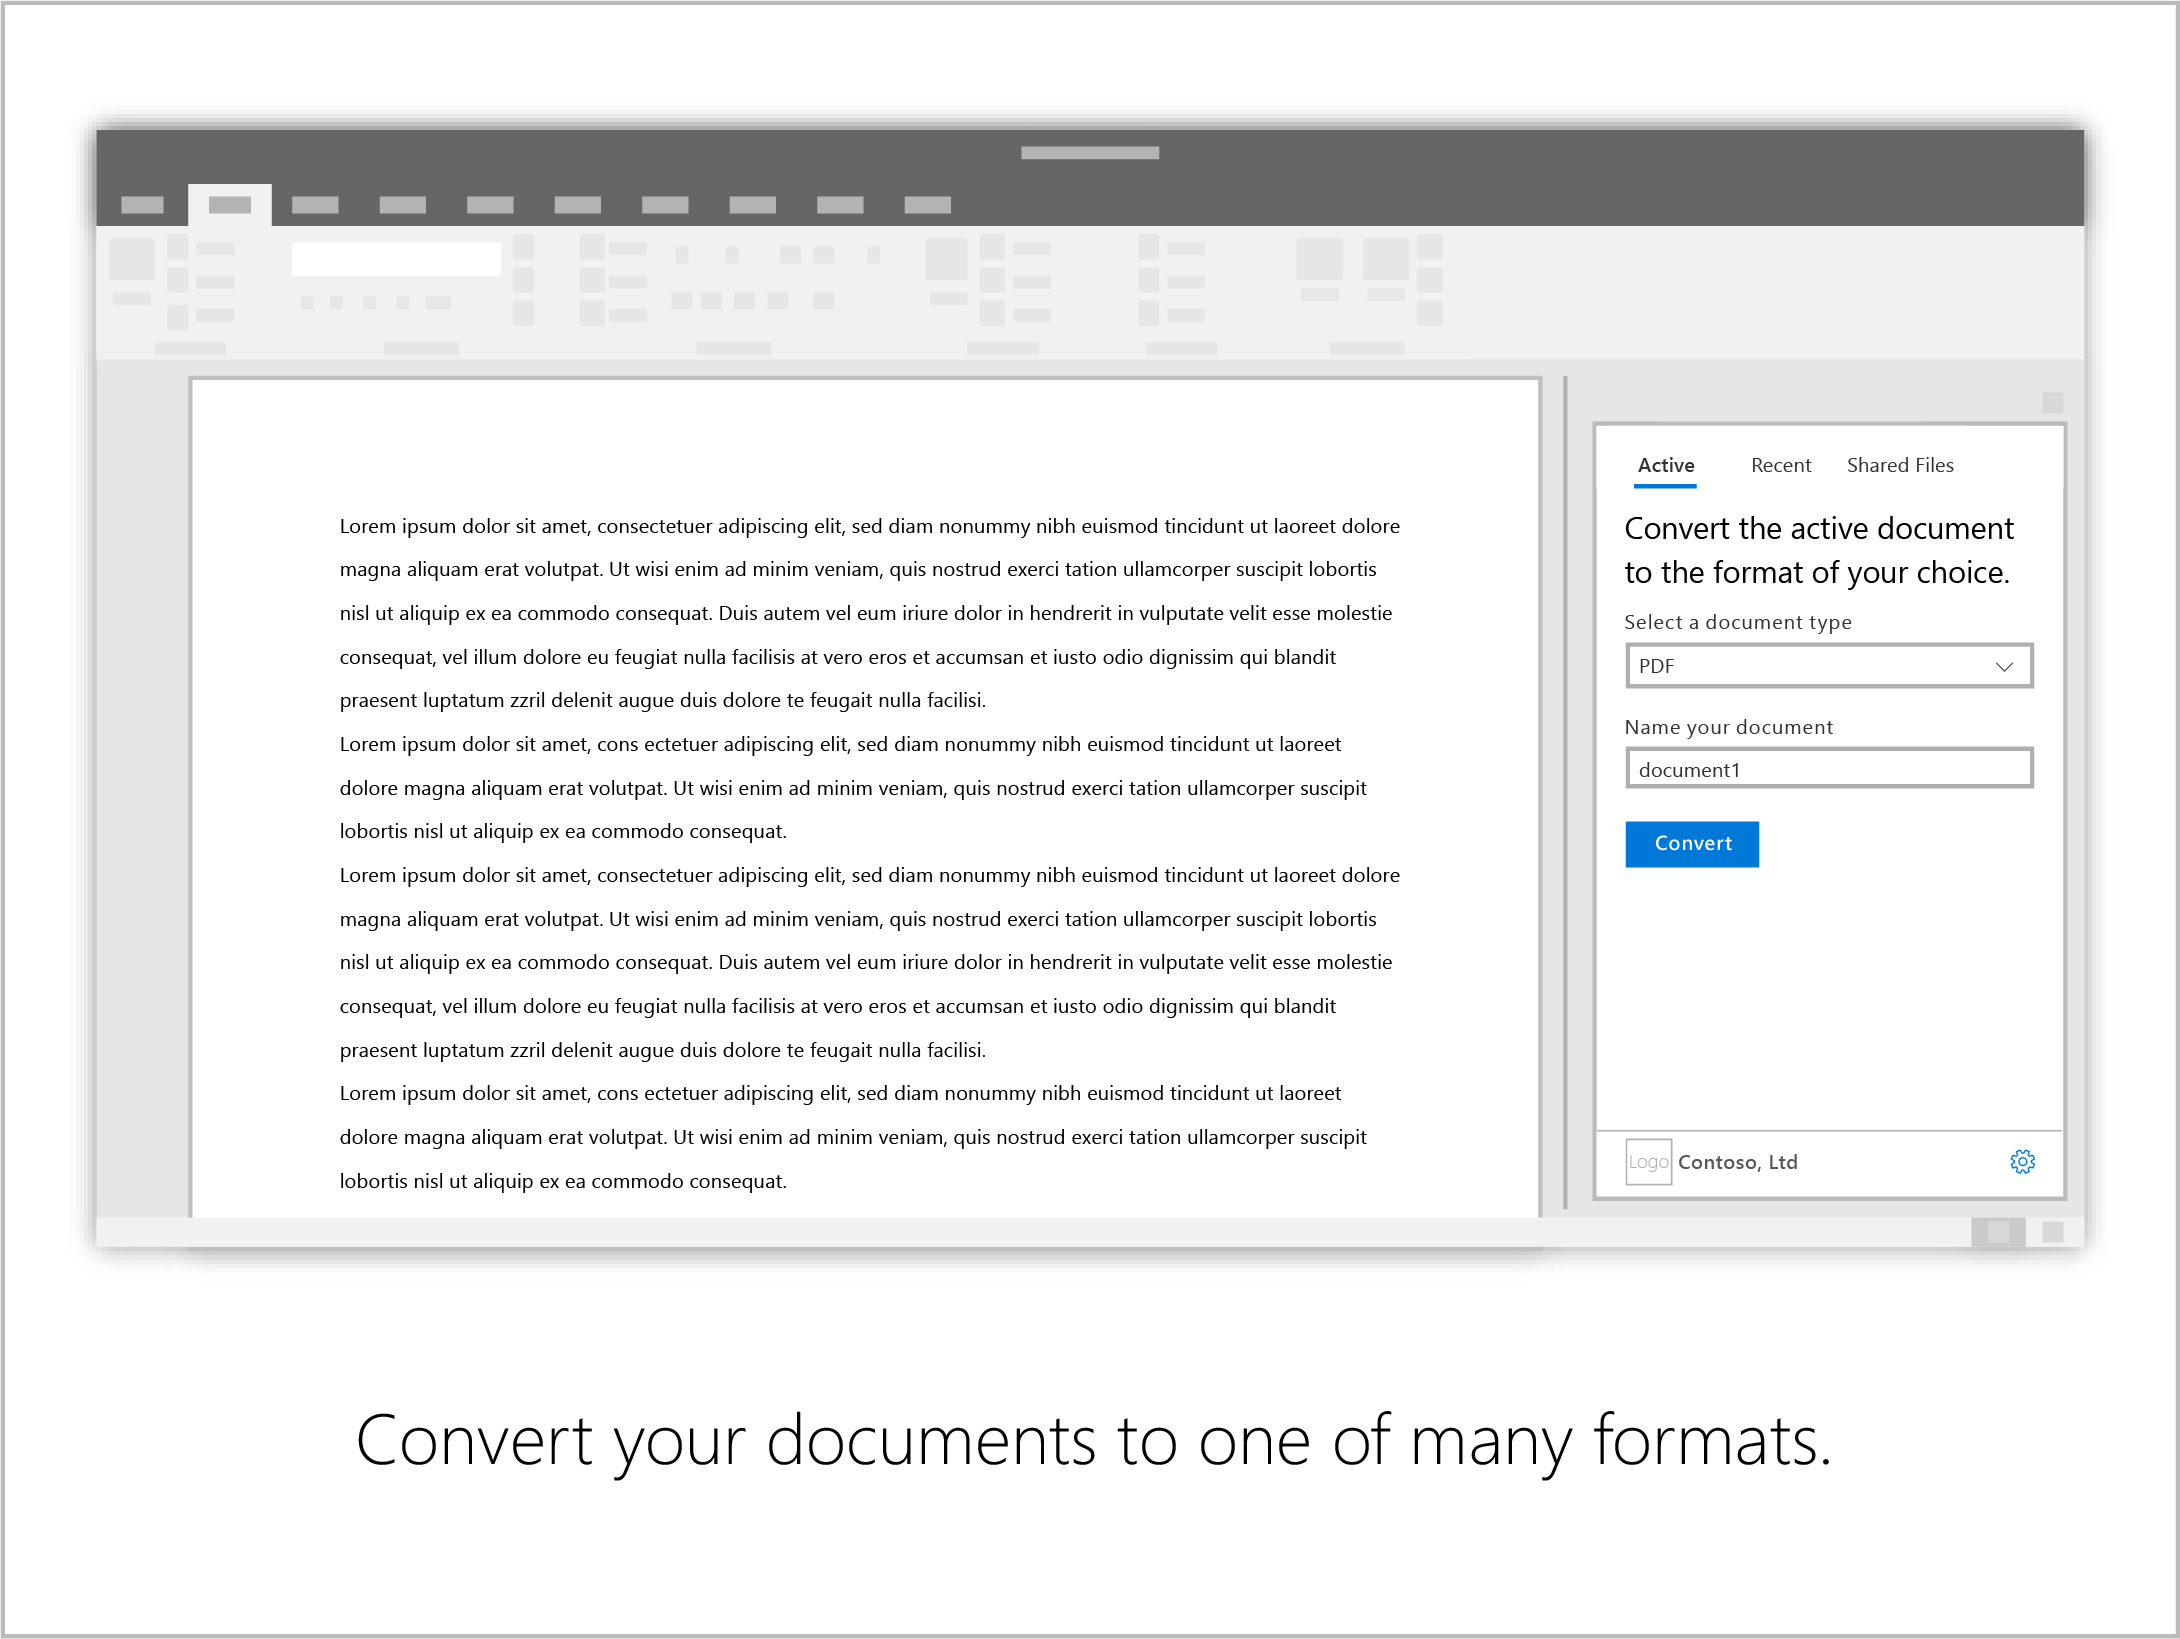 Lorem ipsum dolor sit amet, consectetuer adipiscing elit, sed diam nonummy nibh euismod tincidunt ut laoreet dolore
magna aliquam erat volutpat. Ut wisi enim ad minim veniam, quis nostrud exerci tation ullamcorper suscipit lobortis
nisl ut aliquip ex ea commodo consequat. Duis autem vel eum iriure dolor in hendrerit in vulputate velit esse molestie
consequat, vel illum dolore eu feugiat nulla facilisis at vero eros et accumsan et iusto odio dignissim qui blandit
praesent luptatum zzril delenit augue duis dolore te feugait nulla facilisi.
Lorem ipsum dolor sit amet, cons ectetuer adipiscing elit, sed diam nonummy nibh euismod tincidunt ut laoreet
dolore magna aliquam erat volutpat. Ut wisi enim ad minim veniam, quis nostrud exerci tation ullamcorper suscipit
lobortis nisl ut aliquip ex ea commodo consequat.
Lorem ipsum dolor sit amet, consectetuer adipiscing elit, sed diam nonummy nibh euismod tincidunt ut laoreet dolore
magna aliquam erat volutpat. Ut wisi enim ad minim veniam, quis nostrud exerci tation ullamcorper suscipit lobortis
nisl ut aliquip ex ea commodo consequat. Duis autem vel eum iriure dolor in hendrerit in vulputate velit esse molestie
consequat, vel illum dolore eu feugiat nulla facilisis at vero eros et accumsan et iusto odio dignissim qui blandit
praesent luptatum zzril delenit augue duis dolore te feugait nulla facilisi.
Lorem ipsum dolor sit amet, cons ectetuer adipiscing elit, sed diam nonummy nibh euismod tincidunt ut laoreet
dolore magna aliquam erat volutpat. Ut wisi enim ad minim veniam, quis nostrud exerci tation ullamcorper suscipit
lobortis nisl ut aliquip ex ea commodo consequat.
Active Recent Shared Files
Convert the active document
to the format of your choice.
Select a document type
PDF
Name your document
document1
Convert
Logo Contoso, Ltd
Convert your documents to one of many formats.